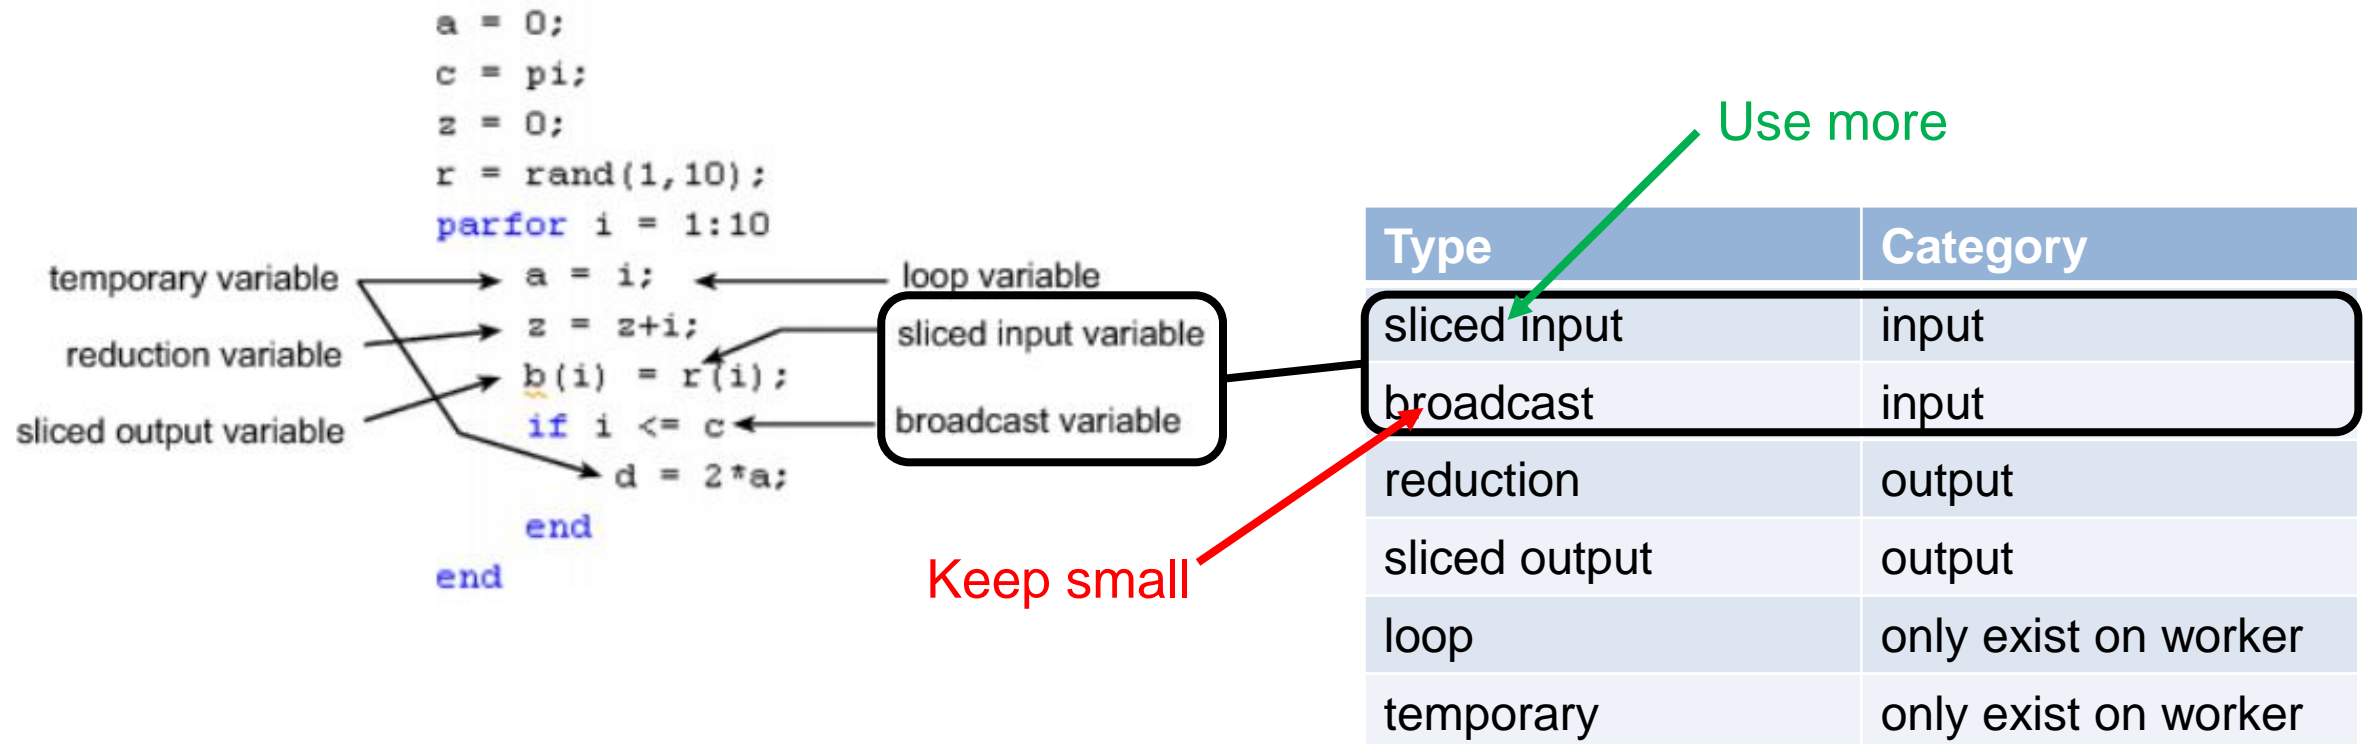 a = 0;
c = pi;
z = 0;
r = rand(1,10);
parfor i = 1:10
a = i;
z = z+i;
b(i) = r(i);
if i <= c
d = 2*a;
end
end
temporary variable
reduction variable
sliced output variable
loop variable
sliced input variable
broadcast variable
Use more
Keep small
Type Category
sliced input input
broadcast input
reduction output
sliced output output
loop only exist on worker
temporary only exist on worker